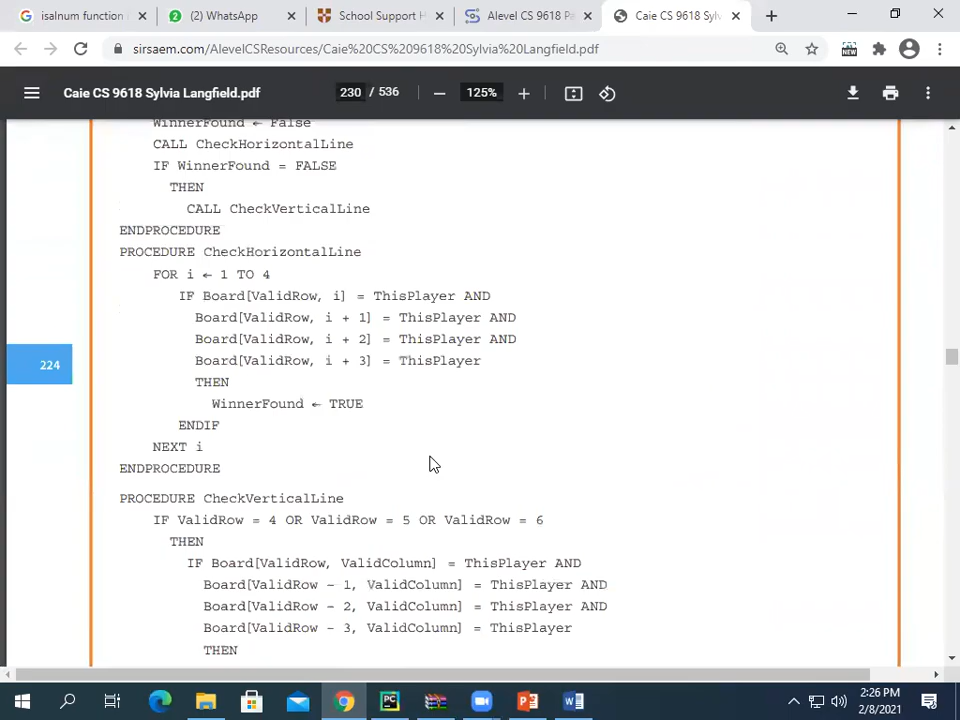 isalnum function
(2) WhatsApp
School Support H
Alevel CS 9618 Pa
Caie CS 9618 Sylv
sirsaem.com/AlevelCSResources/Caie%20CS%209618%20Sylvia%20Langfield.pdf
NEW
Caie CS 9618 Sylvia Langfield.pdf
230 / 536
125%
WinnerFound ← False
CALL CheckHorizontalLine
IF WinnerFound = FALSE
THEN
CALL CheckVerticalLine
ENDPROCEDURE
PROCEDURE CheckHorizontalLine
FOR i ← 1 TO 4
IF Board[ValidRow, i] = ThisPlayer AND
Board[ValidRow, i + 1] = ThisPlayer AND
Board[ValidRow, i + 2] = ThisPlayer AND
Board[ValidRow, i + 3] = ThisPlayer
224
THEN
WinnerFound ← TRUE
ENDIF
NEXT i
ENDPROCEDURE
PROCEDURE CheckVerticalLine
IF ValidRow = 4 OR ValidRow = 5 OR ValidRow = 6
THEN
IF Board[ValidRow, ValidColumn] = ThisPlayer AND
Board[ValidRow - 1, ValidColumn] = ThisPlayer AND
Board[ValidRow - 2, ValidColumn] = ThisPlayer AND
Board[ValidRow - 3, ValidColumn] = ThisPlayer
THEN
2:26 PM
2/8/2021